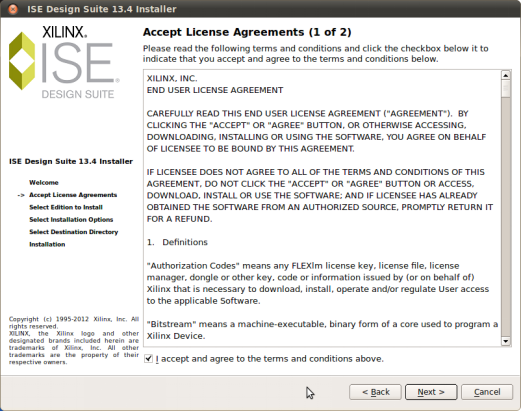 ISE Design Suite 13.4 Installer
XILINX.
ISE
DESIGN SUITE
ISE Design Suite 13.4 Installer
Welcome
-> Accept License Agreements
Select Edition to Install
Select Installation Options
Select Destination Directory
Installation
Copyright (c) 1995-2012 Xilinx, Inc. All
rights reserved.
XILINX, the Xilinx logo and other
designated brands included herein are
trademarks of Xilinx, Inc. All other
trademarks are the property of their
respective owners.
Accept License Agreements (1 of 2)
Please read the following terms and conditions and click the checkbox below it to
indicate that you accept and agree to the terms and conditions below.
XILINX, INC.
END USER LICENSE AGREEMENT
CAREFULLY READ THIS END USER LICENSE AGREEMENT ("AGREEMENT"). BY
CLICKING THE "ACCEPT" OR "AGREE" BUTTON, OR OTHERWISE ACCESSING,
DOWNLOADING, INSTALLING OR USING THE SOFTWARE, YOU AGREE ON BEHALF
OF LICENSEE TO BE BOUND BY THIS AGREEMENT.
IF LICENSEE DOES NOT AGREE TO ALL OF THE TERMS AND CONDITIONS OF THIS
AGREEMENT, DO NOT CLICK THE "ACCEPT" OR "AGREE" BUTTON OR ACCESS,
DOWNLOAD, INSTALL OR USE THE SOFTWARE; AND IF LICENSEE HAS ALREADY
OBTAINED THE SOFTWARE FROM AN AUTHORIZED SOURCE, PROMPTLY RETURN IT
FOR A REFUND.
1. Definitions
"Authorization Codes" means any FLEXlm license key, license file, license
manager, dongle or other key, code or information issued by (or on behalf of)
Xilinx that is necessary to download, install, operate and/or regulate User access
to the applicable Software.
"Bitstream" means a machine-executable, binary form of a core used to program a
Xilinx Device.
I accept and agree to the terms and conditions above.
< Back
Next >
Cancel